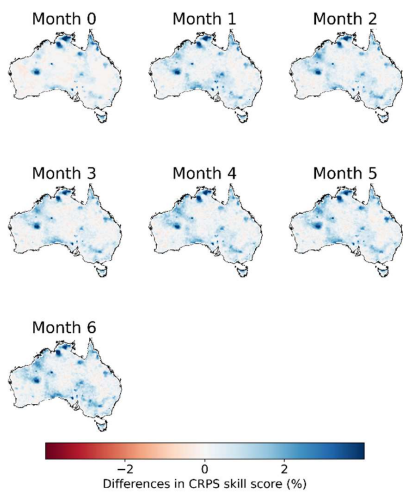 Month 0 Month 1 Month 2
Month 3 Month 4 Month 5
Month 6
−2 0 2
Differences in CRPS skill score (%)